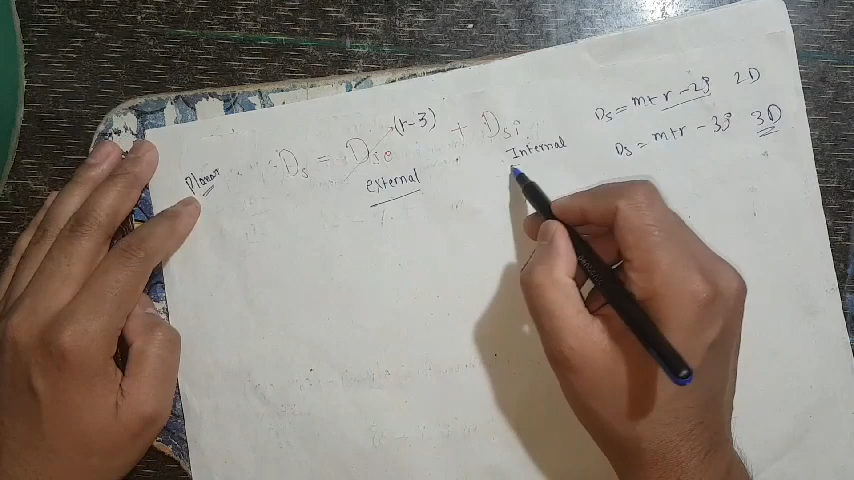 Ds = m+r-2j 2D
Ds = m+r - 3j 3D
(r-3)
Planar Ds = Dse + Dsi
external Internal